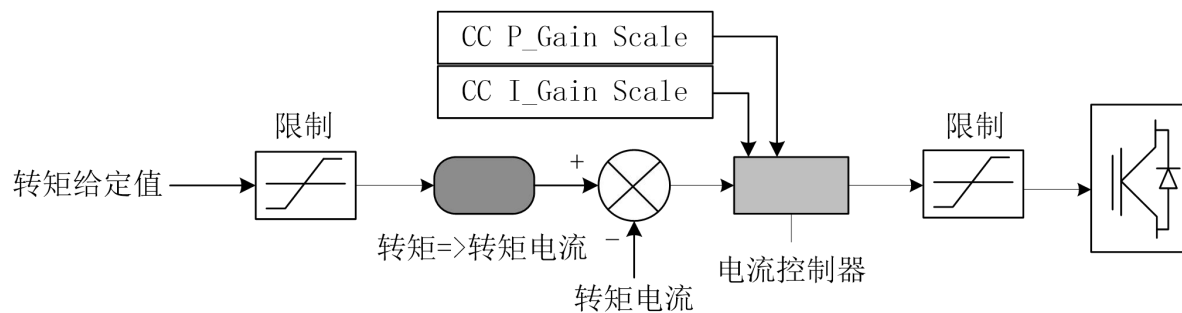 CC P_Gain Scale
CC I_Gain Scale
限制
限制
转矩给定值
+
转矩=>转矩电流
−
电流控制器
转矩电流